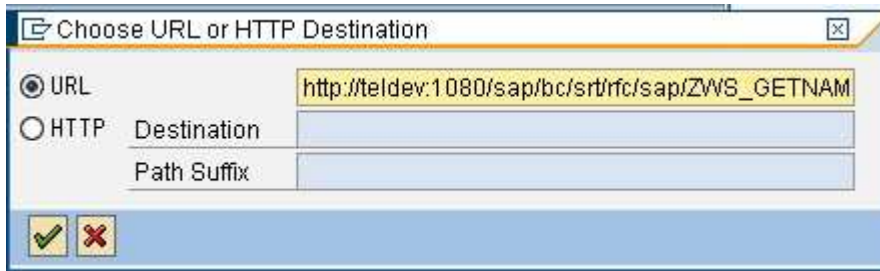 Choose URL or HTTP Destination
URL http://teldev:1080/sap/bc/srt/rfc/sap/ZWS_GETNAM
HTTP Destination
Path Suffix